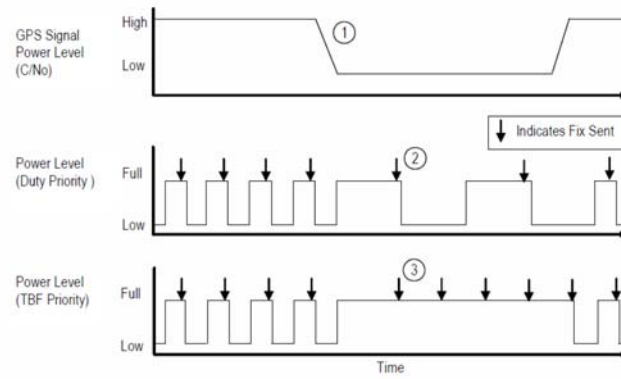 GPS Signal
Power Level
(C/No)
High
Low
1
Indicates Fix Sent
Power Level
(Duty Priority )
Full
Low
2
Power Level
(TBF Priority)
Full
Low
3
Time